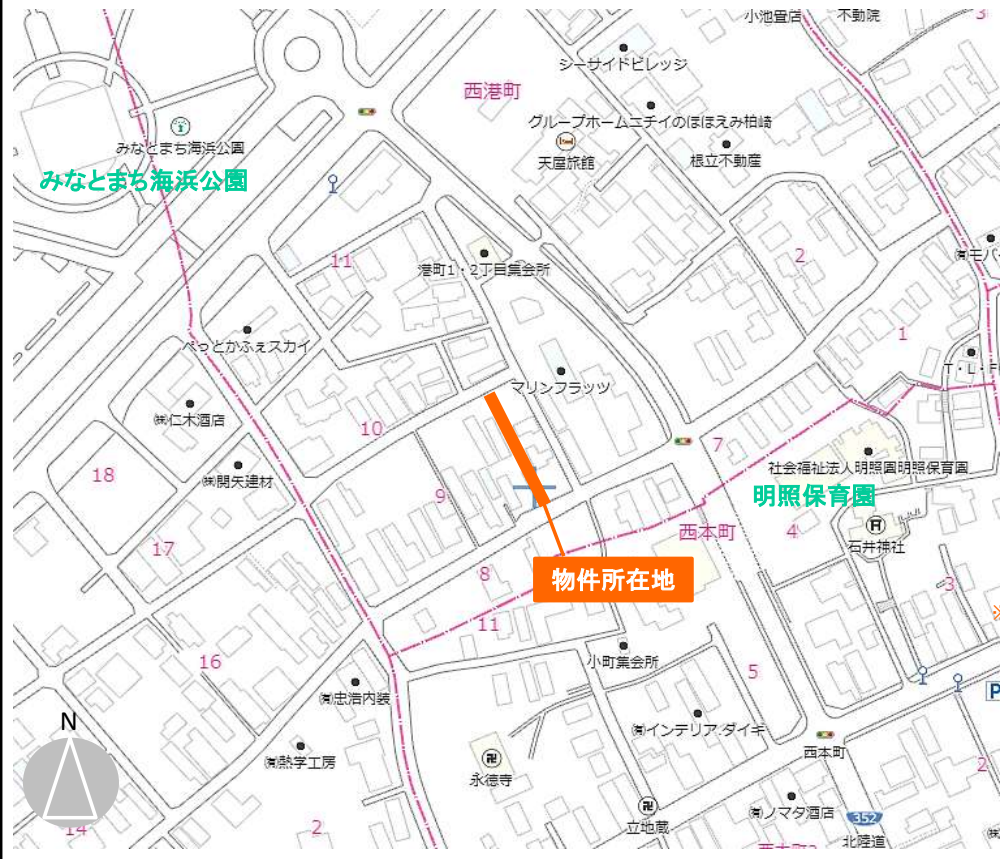 小池畳店
不動院
3
シーサイドビレッジ
西港町
グループホームニチイのほほえみ柏崎
天屋旅館
根立不動産
みなとまち海浜公園
みなとまち海浜公園
2
11
港町1・2丁目集会所
㈲モバ
1
ぺっとかふぇスカイ
T・L・F
マリンフラッツ
㈱仁木酒店
10
7
18
㈱開矢建材
9
社会福祉法人明照園明照保育園
明照保育園
西本町
4
石井神社
17
8
物件所在地
3
11
16
小町集会所
5
㈲忠浩内装
P
N
㈲インテリア.ダイキ
㈲熱学工房
永徳寺
西本町
2
14
2
立地蔵
㈲ノマタ酒店
352
北陸道